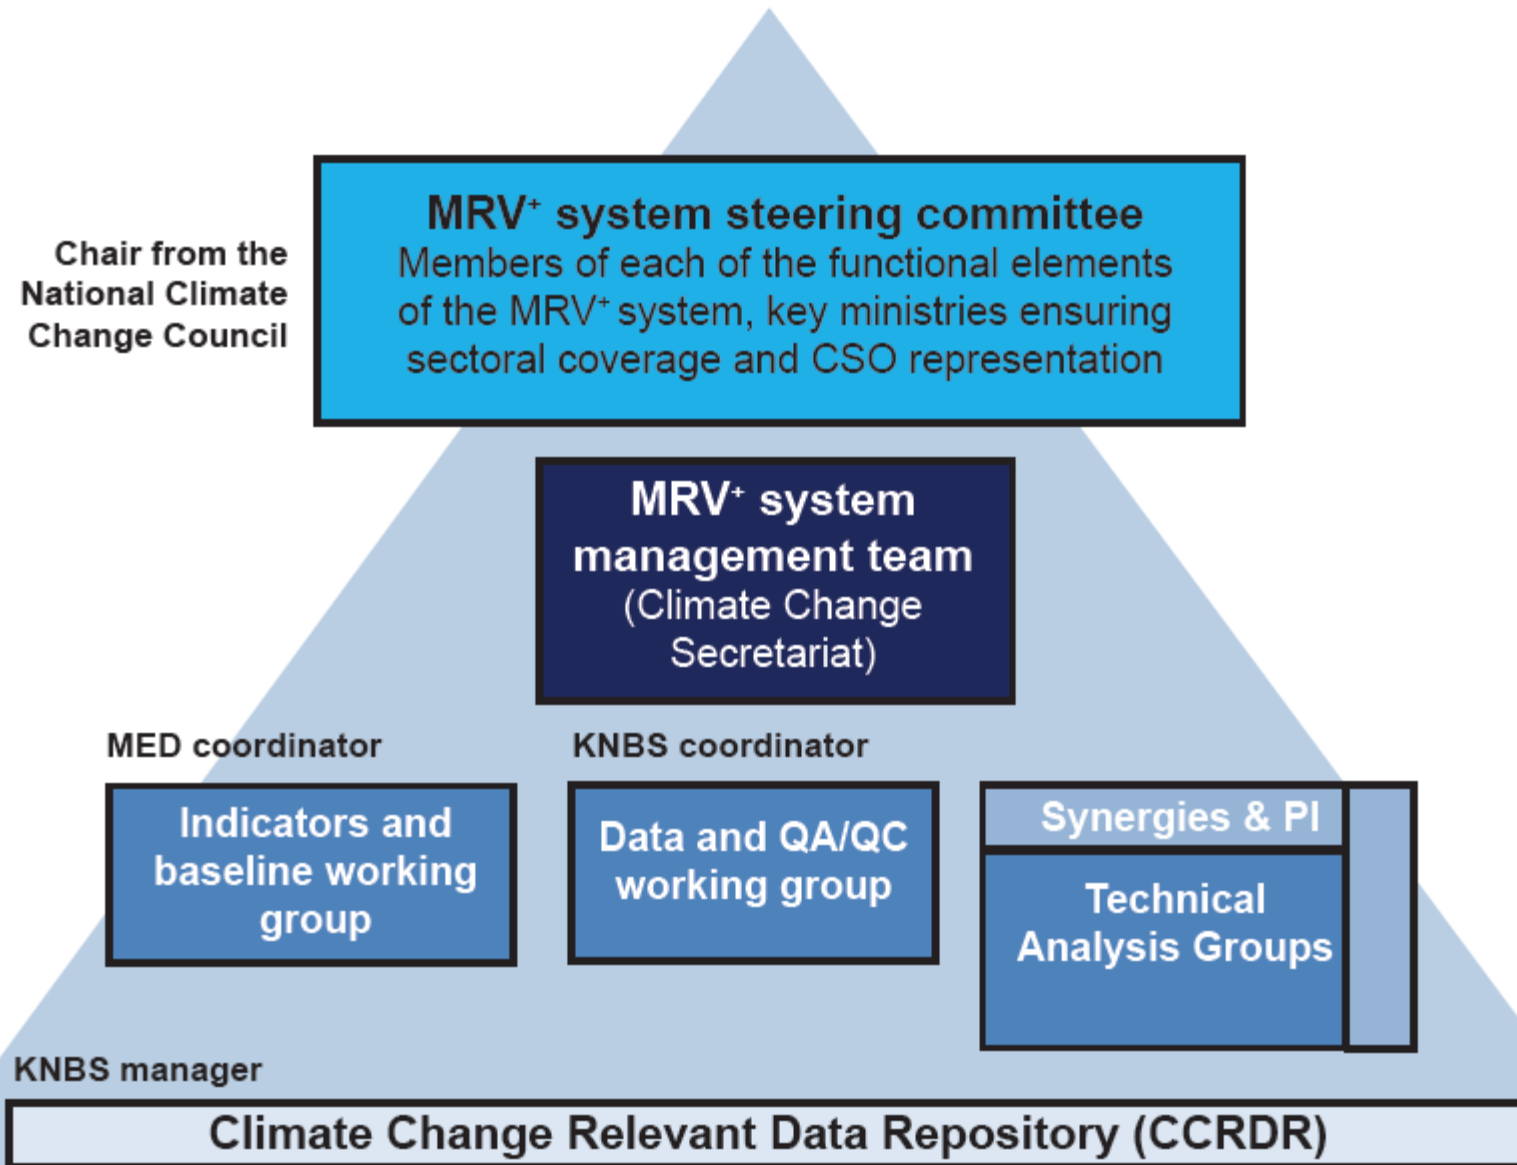 MRV⁺ system steering committee
Members of each of the functional elements
of the MRV⁺ system, key ministries ensuring
sectoral coverage and CSO representation
Chair from the
National Climate
Change Council
MRV⁺ system
management team
(Climate Change
Secretariat)
MED coordinator
Indicators and
baseline working
group
KNBS coordinator
Data and QA/QC
working group
Synergies & PI
Technical
Analysis Groups
KNBS manager
Climate Change Relevant Data Repository (CCRDR)